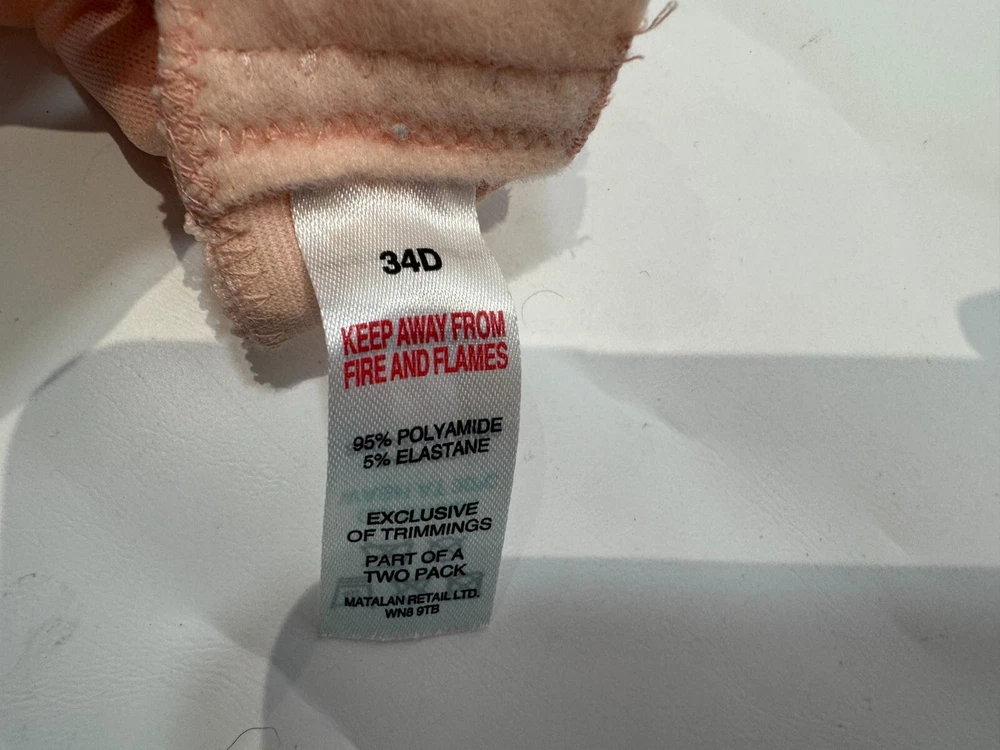 34D
KEEP AWAY FROM
FIRE AND FLAMES
95% POLYAMIDE
5% ELASTANE
EXCLUSIVE
OF TRIMMINGS
PART OF A
TWO PACK
MATALAN RETAIL LTD.
WN8 9TB